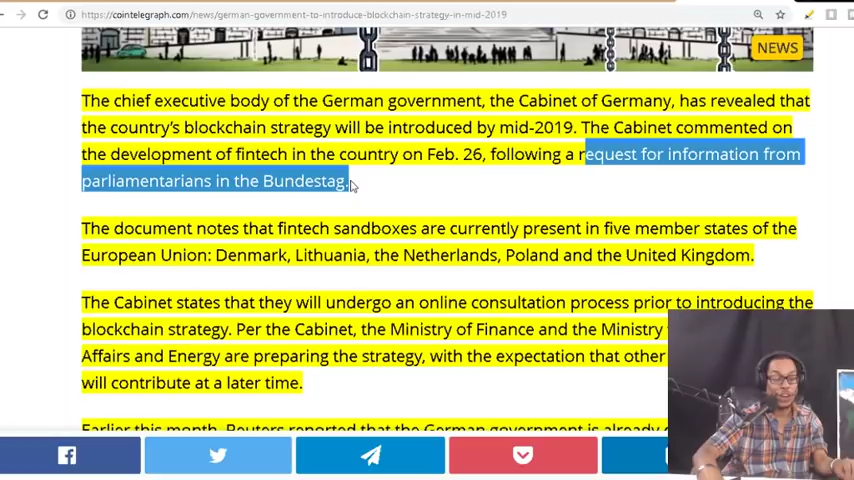 https://cointelegraph.com/news/german-government-to-introduce-blockchain-strategy-in-mid-2019
NEWS
The chief executive body of the German government, the Cabinet of Germany, has revealed that
the country's blockchain strategy will be introduced by mid-2019. The Cabinet commented on
the development of fintech in the country on Feb. 26, following a request for information from
parliamentarians in the Bundestag.
The document notes that fintech sandboxes are currently present in five member states of the
European Union: Denmark, Lithuania, the Netherlands, Poland and the United Kingdom.
The Cabinet states that they will undergo an online consultation process prior to introducing the
blockchain strategy. Per the Cabinet, the Ministry of Finance and the Ministry
Affairs and Energy are preparing the strategy, with the expectation that other
will contribute at a later time.
Earlier this month, Reuters reported that the German government is already